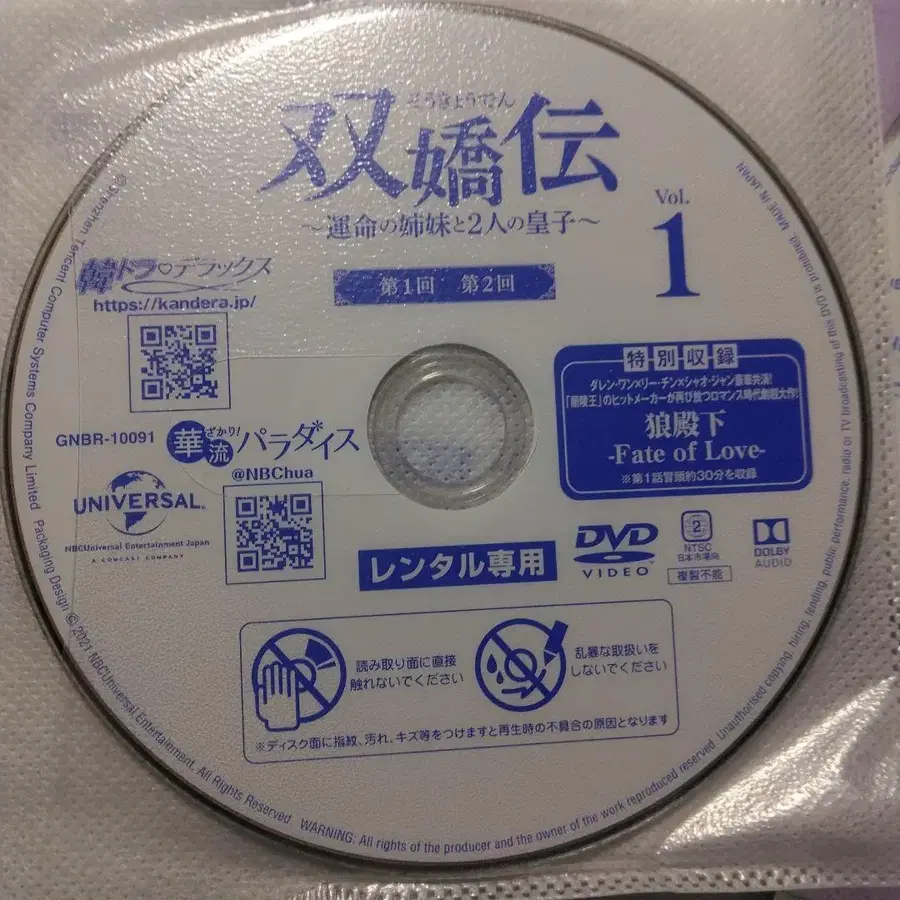 そうきょうでん
双嬌伝
～運命の姉妹と2人の皇子～
Vol.
1
第1回 第2回
韓ドラ♡デラックス
https://kandera.jp/
GNBR-10091
華流
ざかり!
パラダイス
@NBChua
UNIVERSAL
NBCUniversal Entertainment Japan
A COMCAST COMPANY
特別収録
ダレン・ワン×リー・チン×シャオ・ジャン豪華共演!
「蘭陵王」のヒットメーカーが再び放つロマンス時代劇超大作!
狼殿下
-Fate of Love-
※第1話冒頭約30分を収録
レンタル専用
DVD
VIDEO
2
NTSC
日本市場向
複製不能
DOLBY
AUDIO
読み取り面に直接
触れないでください
乱暴な取扱いを
しないでください
※ディスク面に指紋、汚れ、キズ等をつけますと再生時の不具合の原因となります
©Shenzhen Tencent Computer Systems Company Limited Packaging Design © 2021 NBCUniversal Entertainment. All Rights Reserved WARNING: All rights of the producer and the owner of the work reproduced reserved. Unauthorised copying, hiring, lending, public performance, radio or TV broadcasting of this DVD is prohibited. MADE IN JAPAN